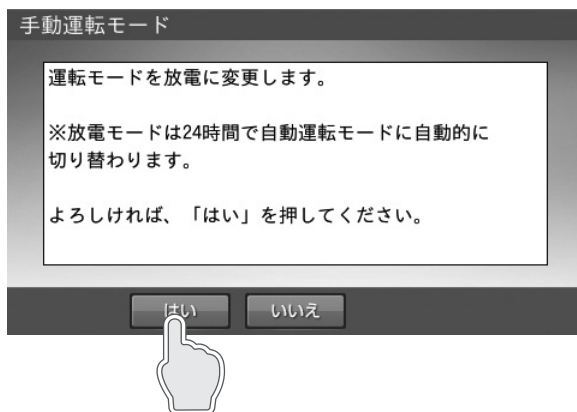 手動運転モード
運転モードを放電に変更します。
※放電モードは24時間で自動運転モードに自動的に
切り替わります。
よろしければ、「はい」を押してください。
はい
いいえ